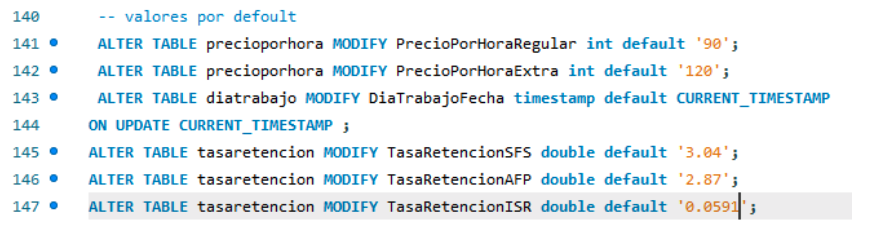 140 -- valores por defoult
141 ALTER TABLE precioporhora MODIFY PrecioPorHoraRegular int default '90';
142 ALTER TABLE precioporhora MODIFY PrecioPorHoraExtra int default '120';
143 ALTER TABLE diatrabajo MODIFY DiaTrabajoFecha timestamp default CURRENT_TIMESTAMP
144 ON UPDATE CURRENT_TIMESTAMP ;
145 ALTER TABLE tasaretencion MODIFY TasaRetencionSFS double default '3.04';
146 ALTER TABLE tasaretencion MODIFY TasaRetencionAFP double default '2.87';
147 ALTER TABLE tasaretencion MODIFY TasaRetencionISR double default '0.0591';